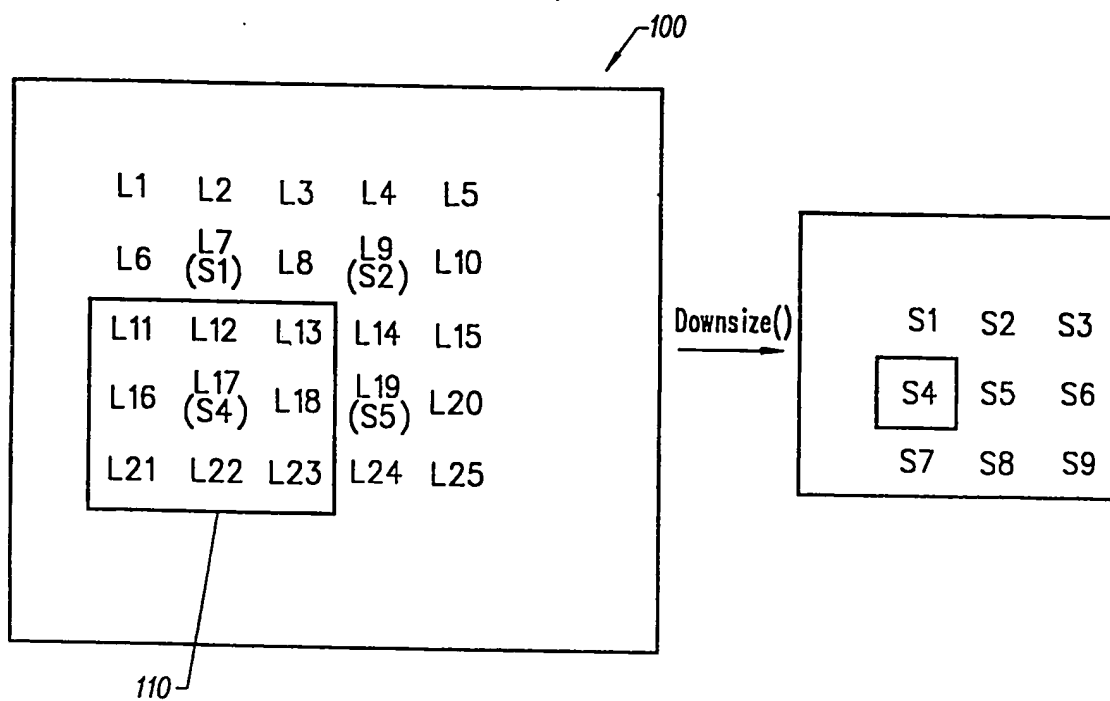 100
L1 L2 L3 L4 L5
L6 L7 (S1) L8 L9 (S2) L10
L11 L12 L13 L14 L15
L16 L17 (S4) L18 L19 (S5) L20
L21 L22 L23 L24 L25
110
Downsize()
S1 S2 S3
S4 S5 S6
S7 S8 S9